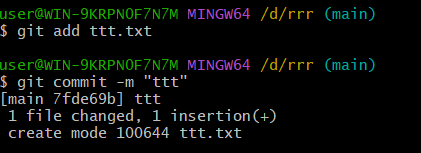 user@WIN-9KRPNOF7N7M MINGW64 /d/rrr (main)
$ git add ttt.txt
user@WIN-9KRPNOF7N7M MINGW64 /d/rrr (main)
$ git commit -m "ttt"
[main 7fde69b] ttt
1 file changed, 1 insertion(+)
create mode 100644 ttt.txt